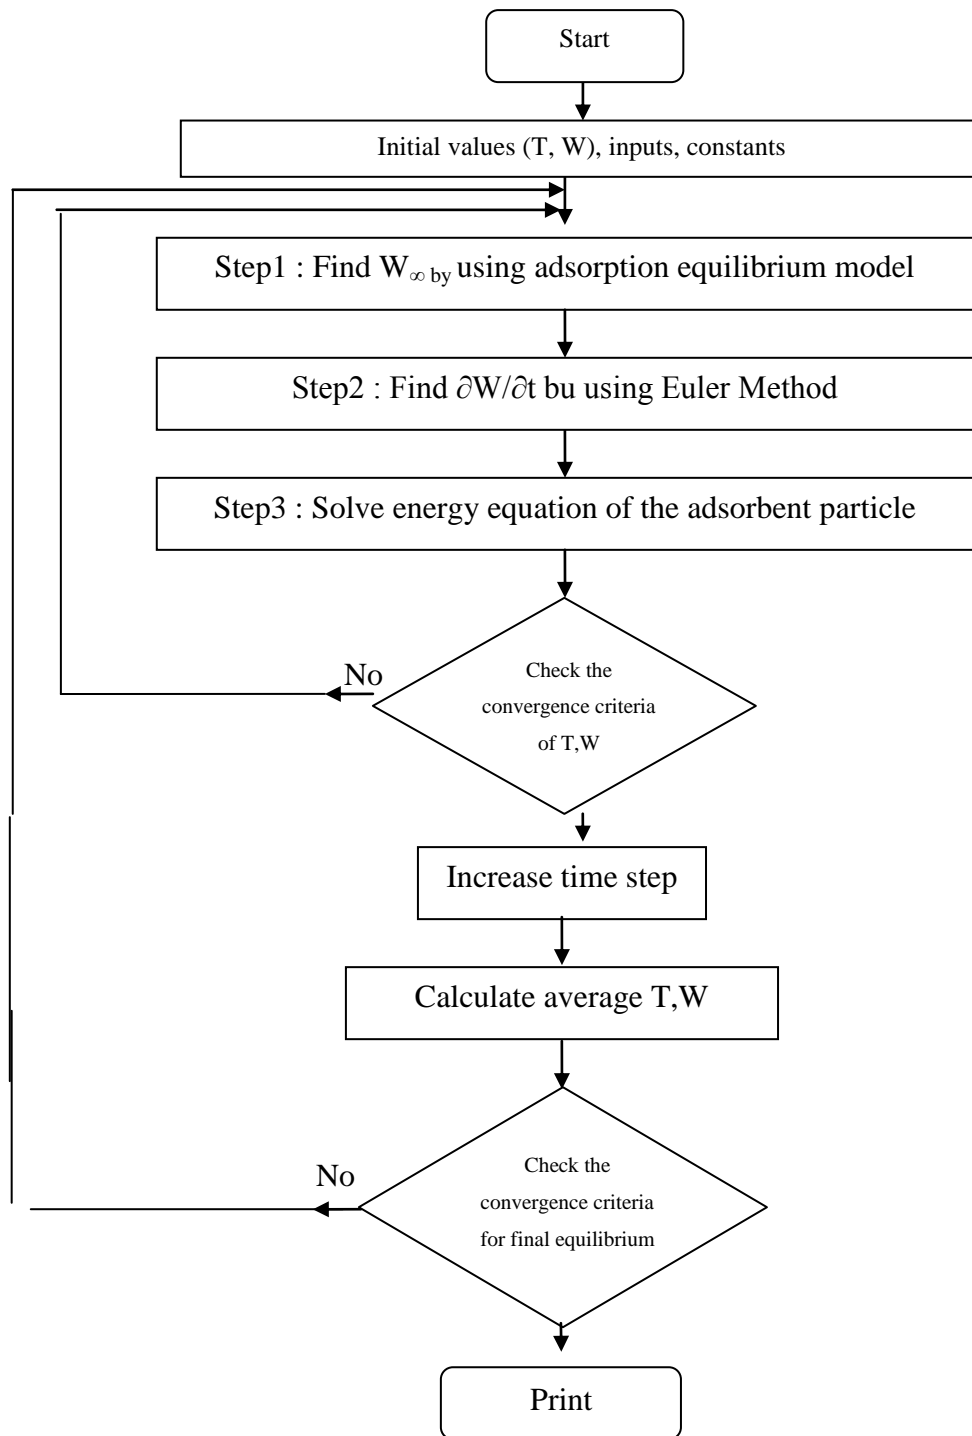 Start
Initial values (T, W), inputs, constants
Step1 : Find W∞ by using adsorption equilibrium model
Step2 : Find ∂W/∂t bu using Euler Method
Step3 : Solve energy equation of the adsorbent particle
No
Check the
convergence criteria
of T,W
Increase time step
Calculate average T,W
No
Check the
convergence criteria
for final equilibrium
Print